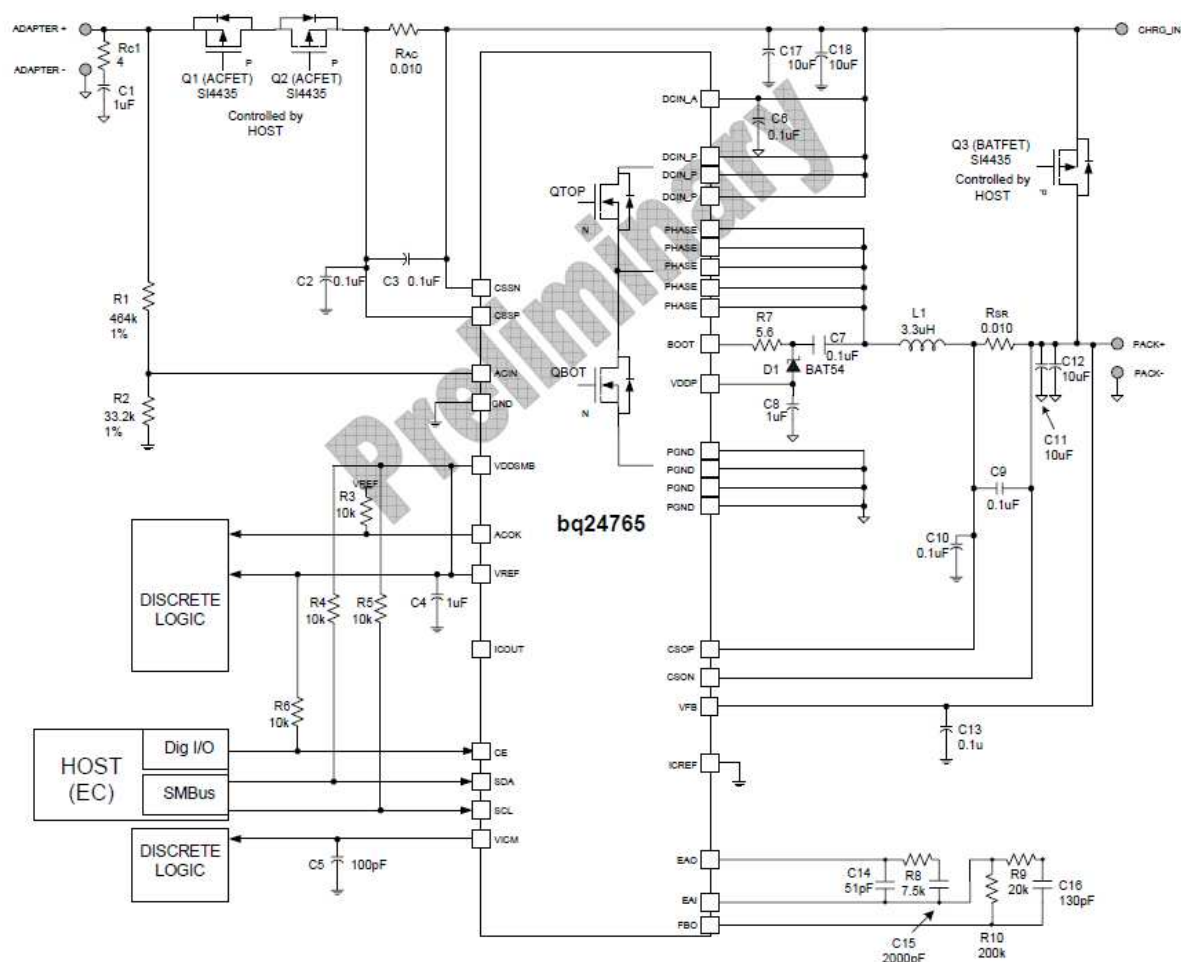 ADAPTER +
RC1
4
ADAPTER -
C1
1uF
P
Q1 (ACFET)
SI4435
P
Q2 (ACFET)
SI4435
Controlled by
HOST
RAC
0.010
C17
10uF
C18
10uF
CHRG_IN
DCIN_A
C6
0.1uF
Q3 (BATFET)
SI4435
Controlled by
HOST
DCIN_P
DCIN_P
DCIN_P
QTOP
N
PHASE
PHASE
PHASE
PHASE
PHASE
C2
0.1uF
C3
0.1uF
CSSN
CSSP
R1
464k
1%
R7
5.6
C7
0.1uF
L1
3.3uH
RSR
0.010
BOOT
D1
BAT54
C12
10uF
PACK+
PACK-
ACIN
GND
QBOT
N
VDDP
C8
1uF
C11
10uF
R2
33.2k
1%
Preliminary
PGND
PGND
PGND
PGND
VDDSMB
VREF
R3
10k
C9
0.1uF
bq24765
ACOK
C10
0.1uF
VREF
DISCRETE
LOGIC
R4
10k
R5
10k
C4
1uF
ICOUT
CSOP
CSON
VFB
R6
10k
C13
0.1u
HOST
(EC)
Dig I/O
SMBus
CE
SDA
SCL
ICREF
VICM
DISCRETE
LOGIC
C5
100pF
EAO
C14
51pF
R8
7.5k
R9
20k
C16
130pF
EAI
FBO
C15
2000pF
R10
200k